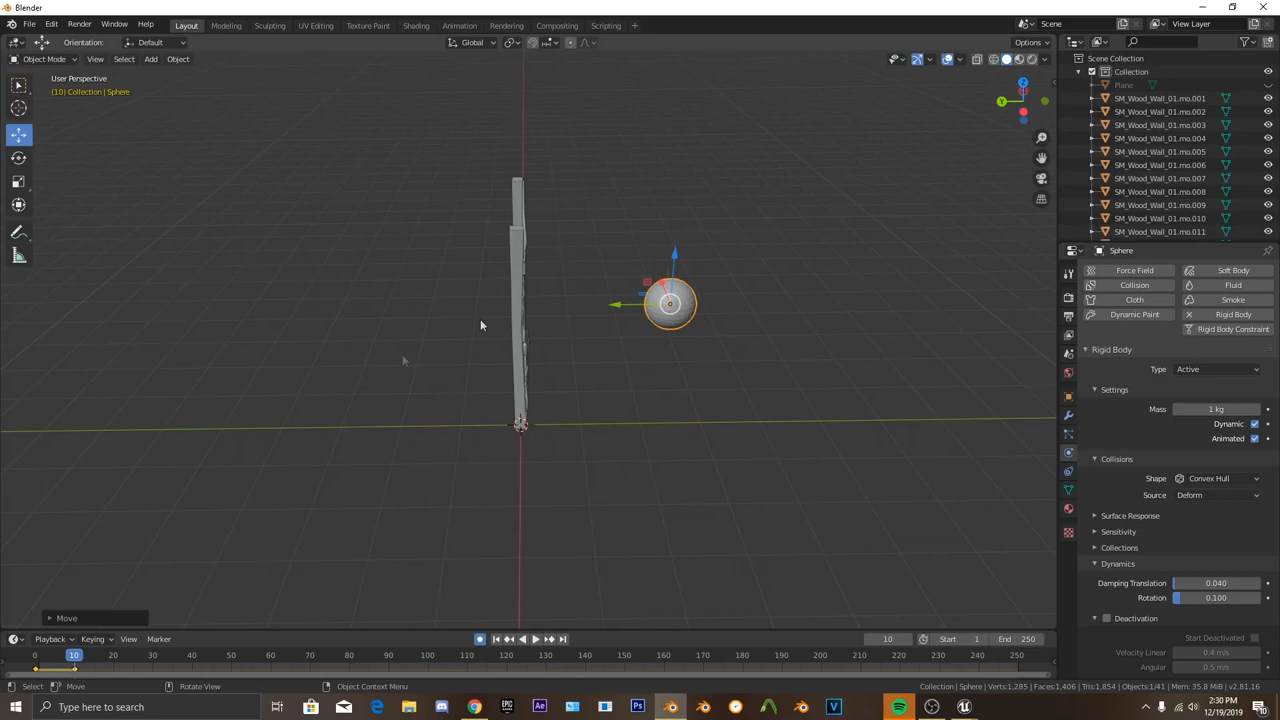 Blender
File Edit Render Window Help Layout Modeling Sculpting UV Editing Texture Paint Shading Animation Rendering Compositing Scripting + Scene View Layer
Orientation: Default Global Options
Object Mode View Select Add Object
User Perspective
(10) Collection | Sphere
Z
Y
Scene Collection
Collection
Plane
SM_Wood_Wall_01.mo.001
SM_Wood_Wall_01.mo.002
SM_Wood_Wall_01.mo.003
SM_Wood_Wall_01.mo.004
SM_Wood_Wall_01.mo.005
SM_Wood_Wall_01.mo.006
SM_Wood_Wall_01.mo.007
SM_Wood_Wall_01.mo.008
SM_Wood_Wall_01.mo.009
SM_Wood_Wall_01.mo.010
SM_Wood_Wall_01.mo.011
Sphere
Force Field Soft Body
Collision Fluid
Cloth Smoke
Dynamic Paint Rigid Body
Rigid Body Constraint
Rigid Body
Type Active
Settings
Mass 1 kg
Dynamic
Animated
Collisions
Shape Convex Hull
Source Deform
Surface Response
Sensitivity
Collections
Dynamics
Damping Translation 0.040
Rotation 0.100
Deactivation
Start Deactivated
Velocity Linear 0.4 m/s
Angular 0.5 m/s
Move
Playback Keying View Marker 10 Start 1 End 250
0 10 20 30 40 50 60 70 80 90 100 110 120 130 140 150 160 170 180 190 200 210 220 230 240 250
Select Move Rotate View Object Context Menu Collection | Sphere | Verts:1,285 | Faces:1,406 | Tris:1,854 | Objects:1/41 | Mem: 35.8 MiB | v2.81.16
Type here to search
2:30 PM
12/19/2019